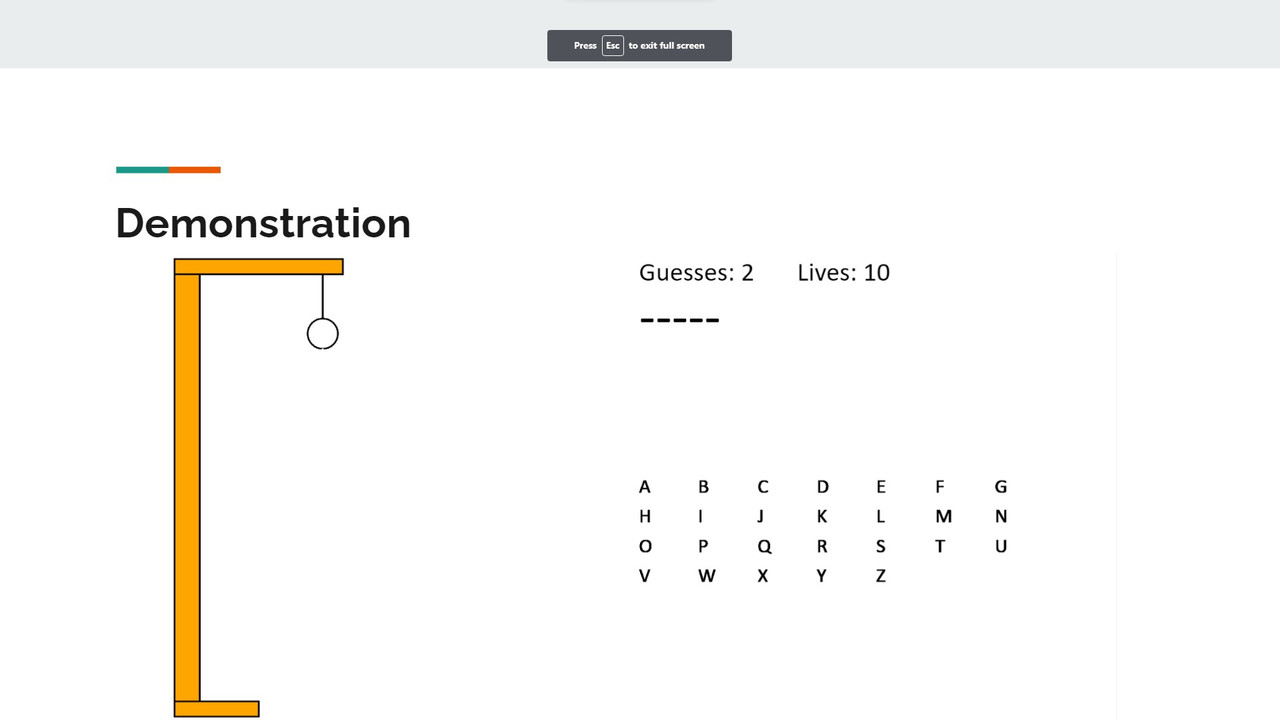 Press Esc to exit full screen
Demonstration
Guesses: 2 Lives: 10
-----
A B C D E F G
H I J K L M N
O P Q R S T U
V W X Y Z